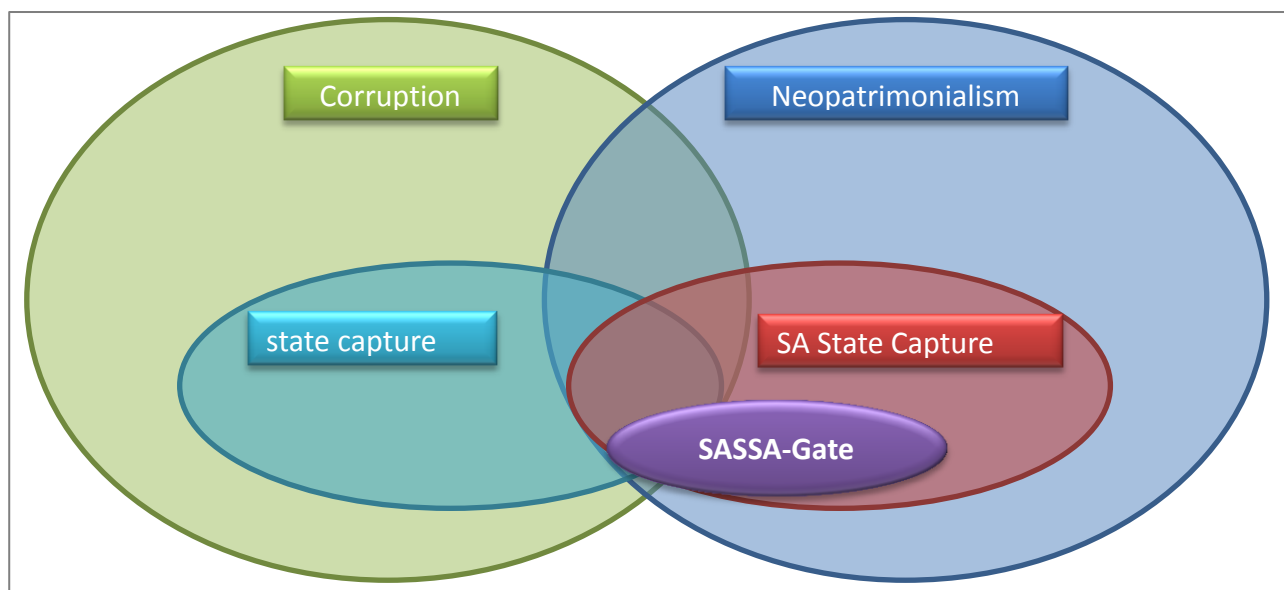 Corruption
Neopatrimonialism
state capture
SA State Capture
SASSA-Gate